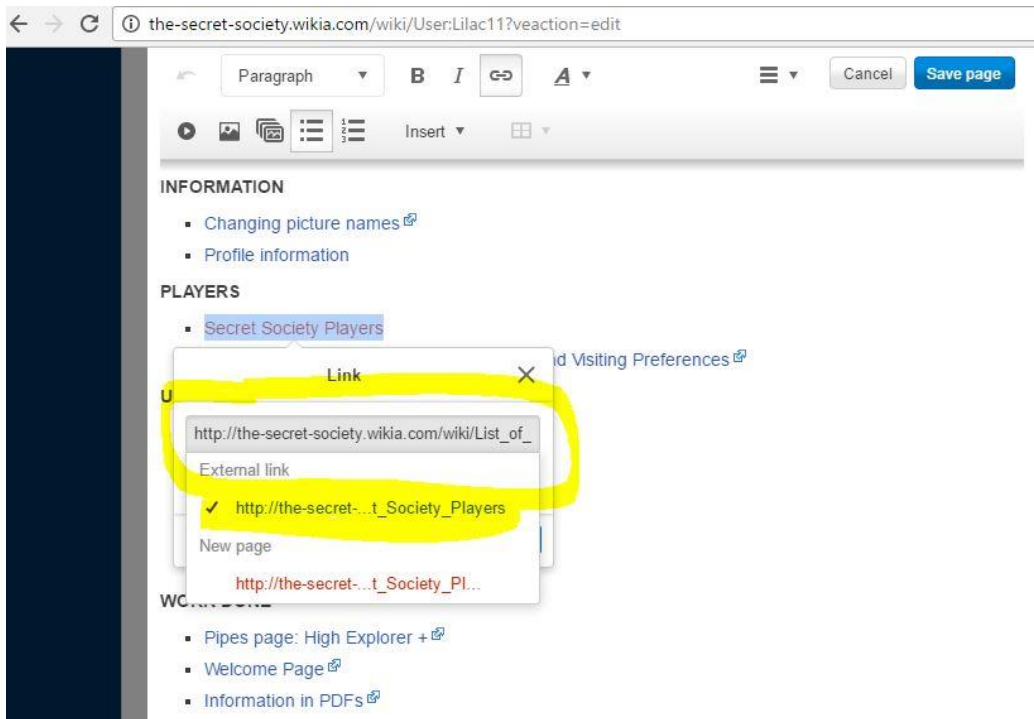 the-secret-society.wikia.com/wiki/User:Lilac11?veaction=edit
Paragraph B I A Cancel Save page
Insert
INFORMATION
Changing picture names
Profile information
PLAYERS
Secret Society Players
d Visiting Preferences
Link
U
http://the-secret-society.wikia.com/wiki/List_of_
External link
http://the-secret-...t_Society_Players
New page
http://the-secret-...t_Society_Pl...
Pipes page: High Explorer +
Welcome Page
Information in PDFs